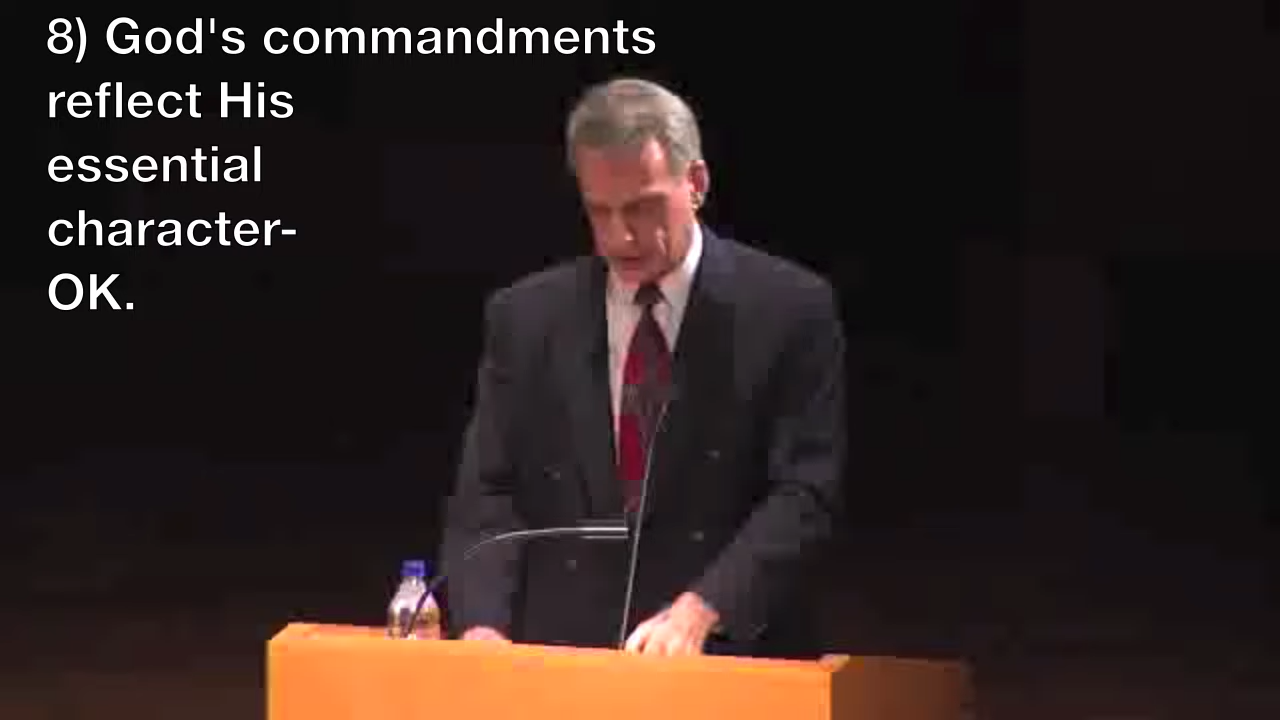 8) God's commandments
reflect His
essential
character-
OK.